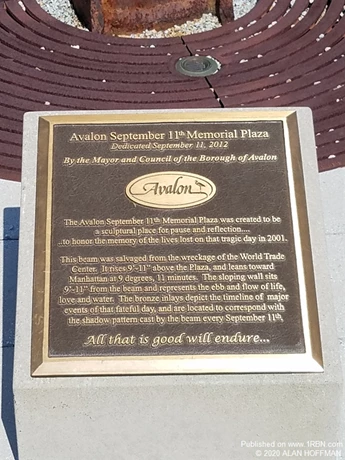 Avalon September 11th Memorial Plaza
Dedicated September 11, 2012
By the Mayor and Council of the Borough of Avalon
Avalon
The Avalon September 11th Memorial Plaza was created to be
a sculptural place for pause and reflection....
..to honor the memory of the lives lost on that tragic day in 2001.
This beam was salvaged from the wreckage of the World Trade
Center. It rises 9'-11" above the Plaza, and leans toward
Manhattan at 9 degrees, 11 minutes. The sloping wall sits
9'-11" from the beam and represents the ebb and flow of life,
love and water. The bronze inlays depict the timeline of major
events of that fateful day, and are located to correspond with
the shadow pattern cast by the beam every September 11th.
All that is good will endure...
Published on www.1RBN.com
© 2020 ALAN HOFFMAN